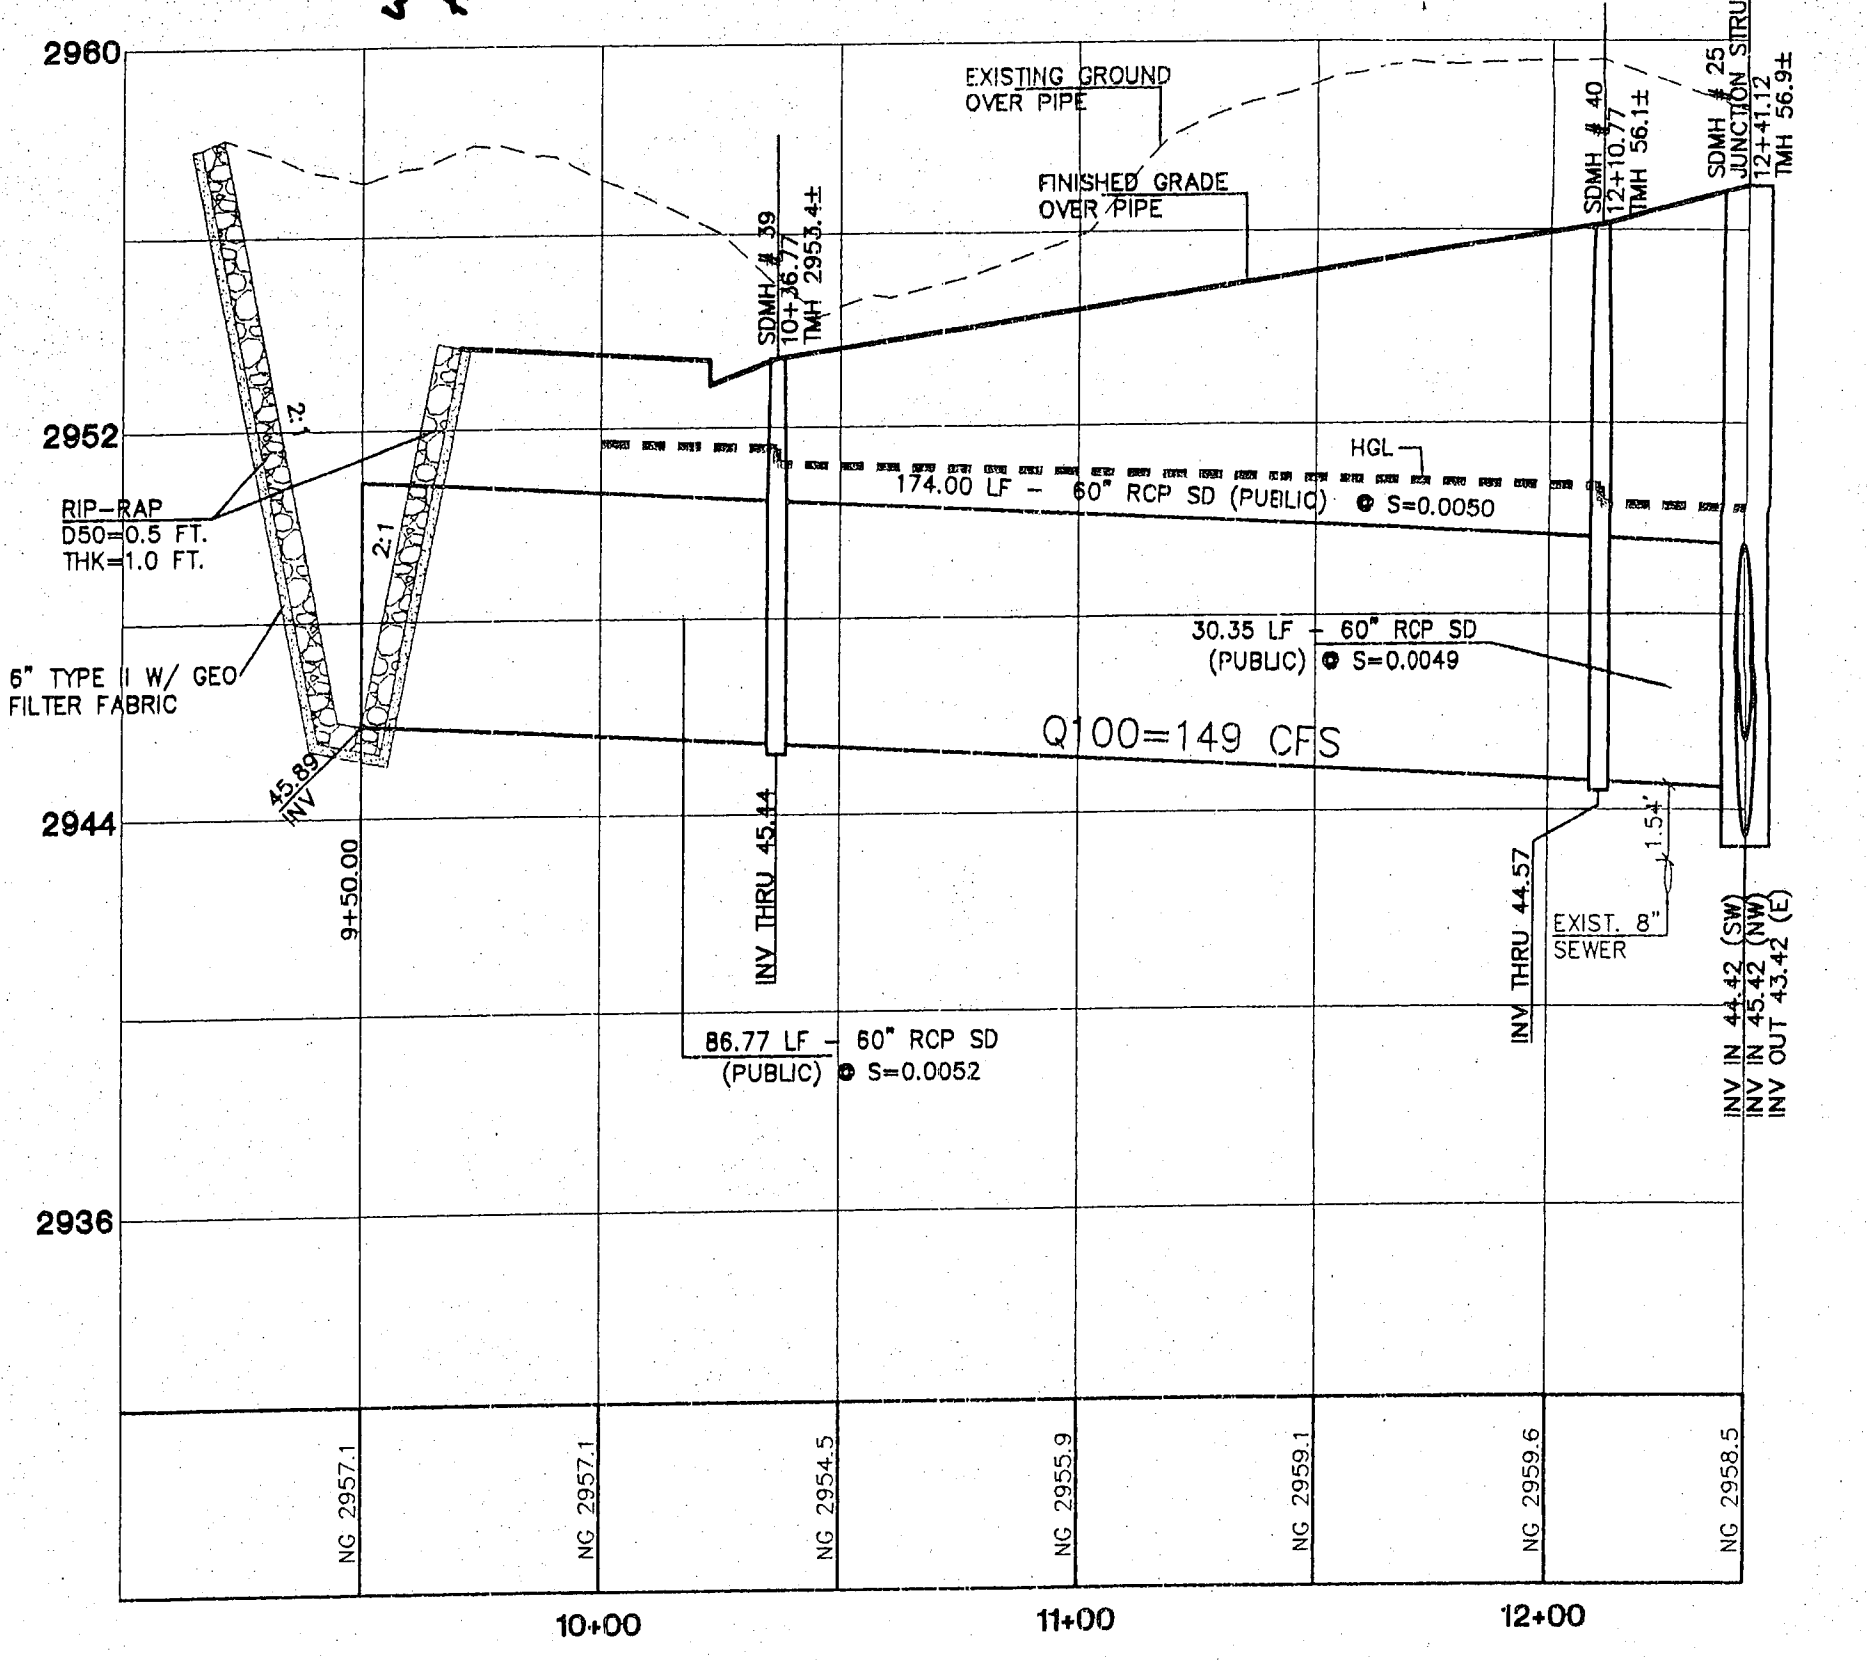 2960
2952
2944
2936
EXISTING GROUND
OVER PIPE
FINISHED GRADE
OVER PIPE
SDMH # 39
10+36.77
TMH 2953.4±
SDMH # 40
12+10.77
TMH 56.1±
SDMH # 25
JUNCTION STRU
12+41.12
TMH 56.9±
2:1
2:1
RIP-RAP
D50=0.5 FT.
THK=1.0 FT.
6" TYPE II W/ GEO
FILTER FABRIC
HGL
174.00 LF - 60" RCP SD (PUBLIC) @ S=0.0050
30.35 LF - 60" RCP SD
(PUBLIC) @ S=0.0049
Q100=149 CFS
45.89
INV
9+50.00
INV THRU 45.44
86.77 LF - 60" RCP SD
(PUBLIC) @ S=0.0052
INV THRU 44.57
1.54'
EXIST. 8"
SEWER
INV IN 44.42 (SW)
INV IN 45.42 (NW)
INV OUT 43.42 (E)
NG 2957.1
NG 2957.1
NG 2954.5
NG 2955.9
NG 2959.1
NG 2959.6
NG 2958.5
10+00
11+00
12+00